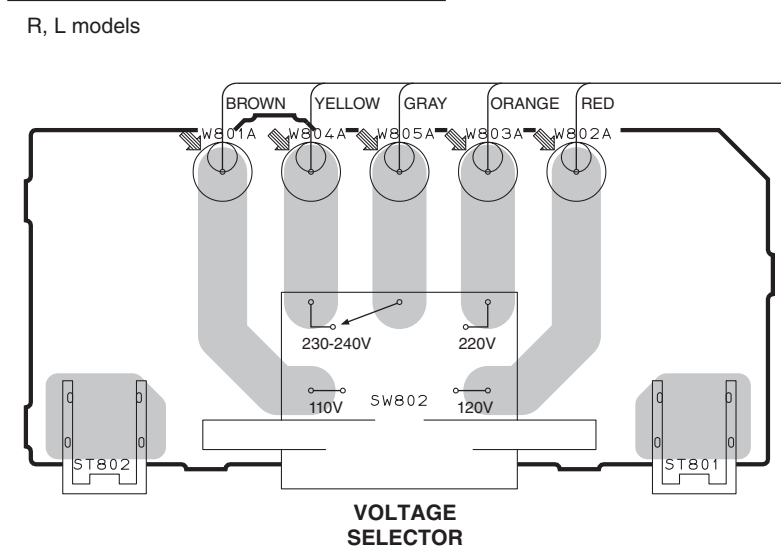 R, L models
BROWN YELLOW GRAY ORANGE RED
W801A W804A W805A W803A W802A
230-240V 220V
110V SW802 120V
ST802 ST801
VOLTAGE
SELECTOR